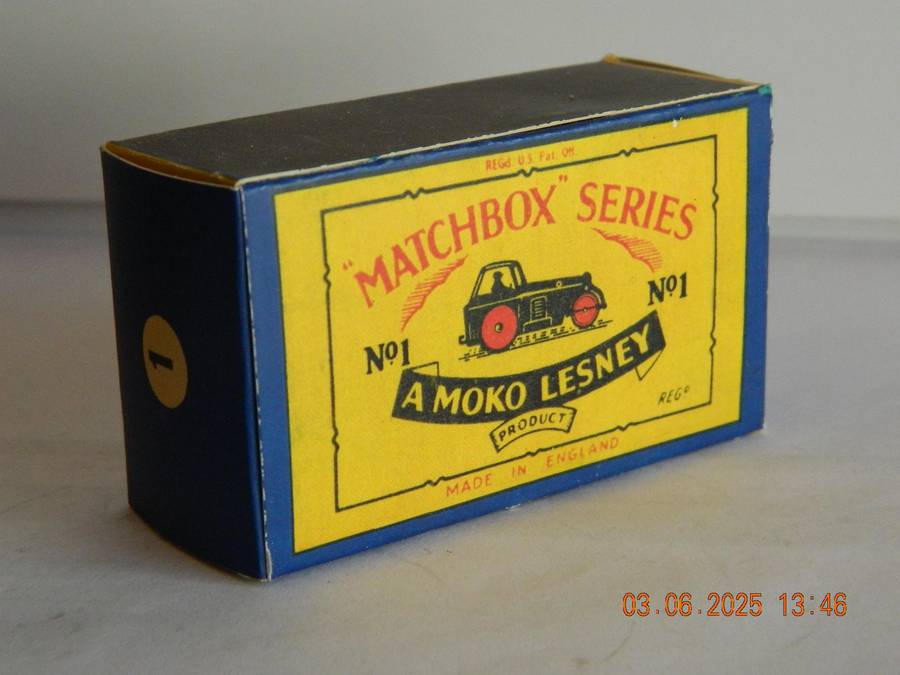 REGd. U.S. Pat. Off.
"MATCHBOX" SERIES
Nº1
Nº1
A MOKO LESNEY
PRODUCT
REGD
MADE IN ENGLAND
1
03.06.2025 13:46